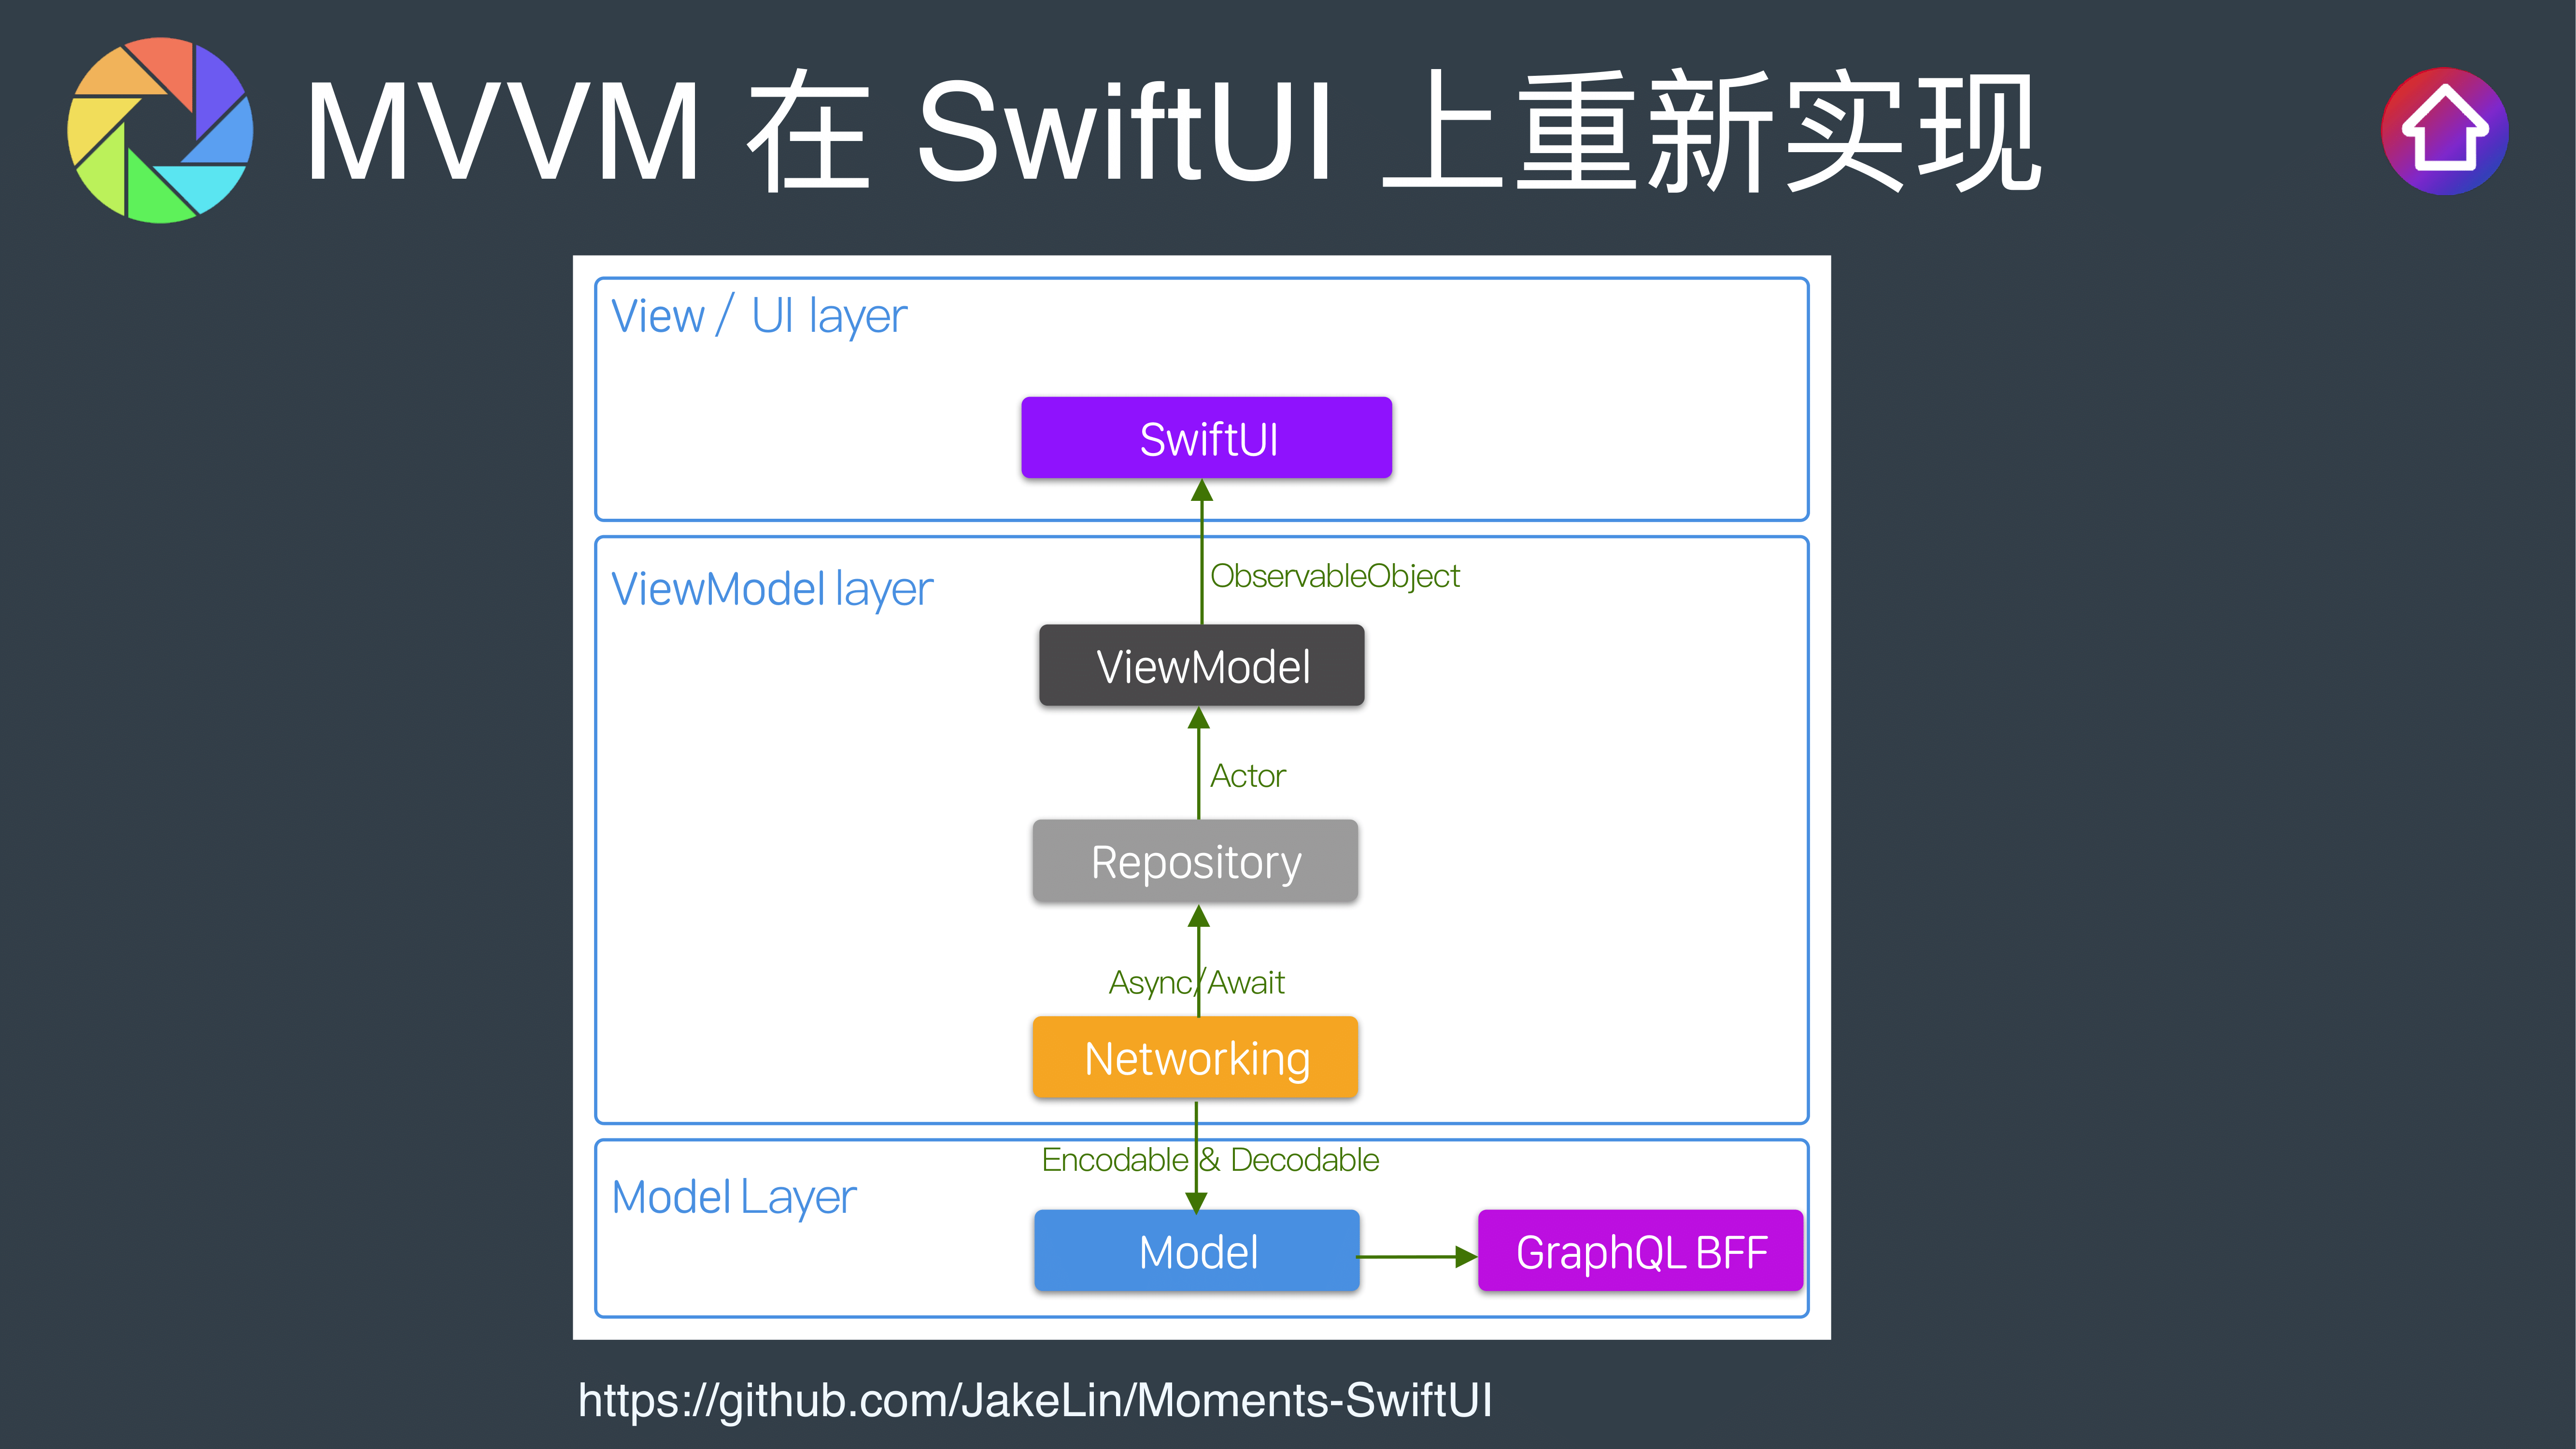 MVVM 在 SwiftUI 上重新实现
View / UI layer
SwiftUI
ObservableObject
ViewModel layer
ViewModel
Actor
Repository
Async/Await
Networking
Encodable & Decodable
Model Layer
Model
GraphQL BFF
https://github.com/JakeLin/Moments-SwiftUI